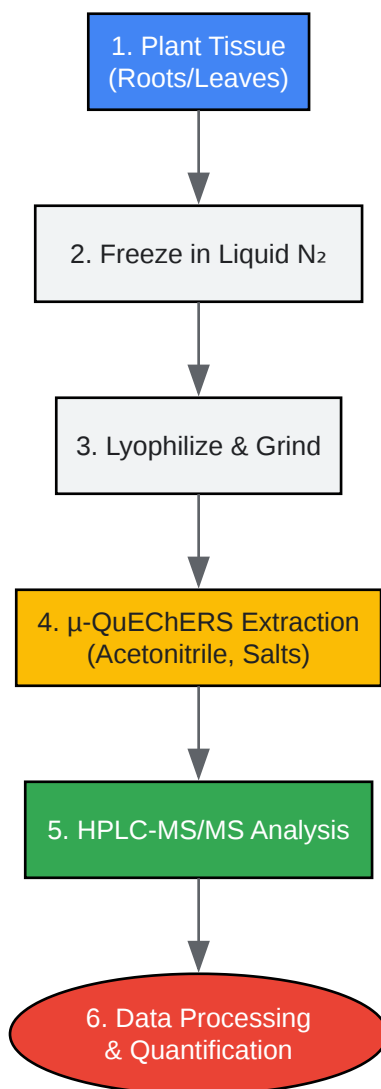 1. Plant Tissue
(Roots/Leaves)
2. Freeze in Liquid N₂
3. Lyophilize & Grind
4. µ-QuEChERS Extraction
(Acetonitrile, Salts)
5. HPLC-MS/MS Analysis
6. Data Processing
& Quantification